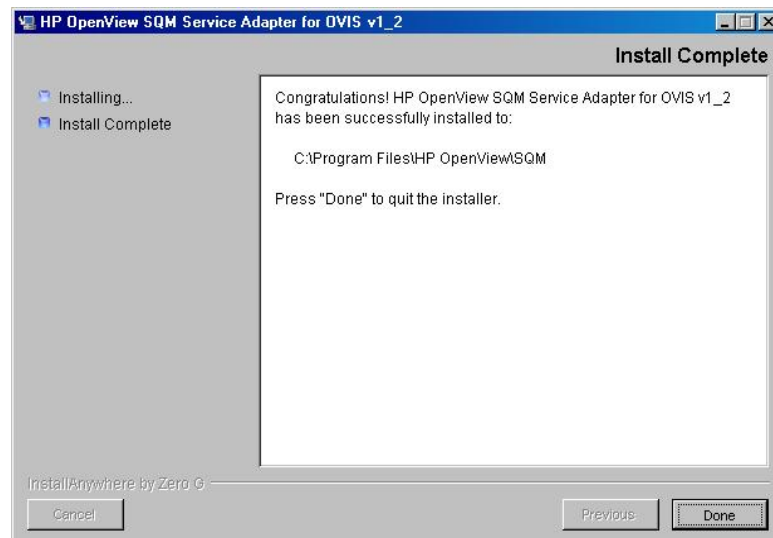 HP OpenView SQM Service Adapter for OVIS v1_2
Install Complete
Installing...
Install Complete
Congratulations! HP OpenView SQM Service Adapter for OVIS v1_2
has been successfully installed to:
C:\Program Files\HP OpenView\SQM
Press "Done" to quit the installer.
InstallAnywhere by Zero G
Cancel
Previous
Done